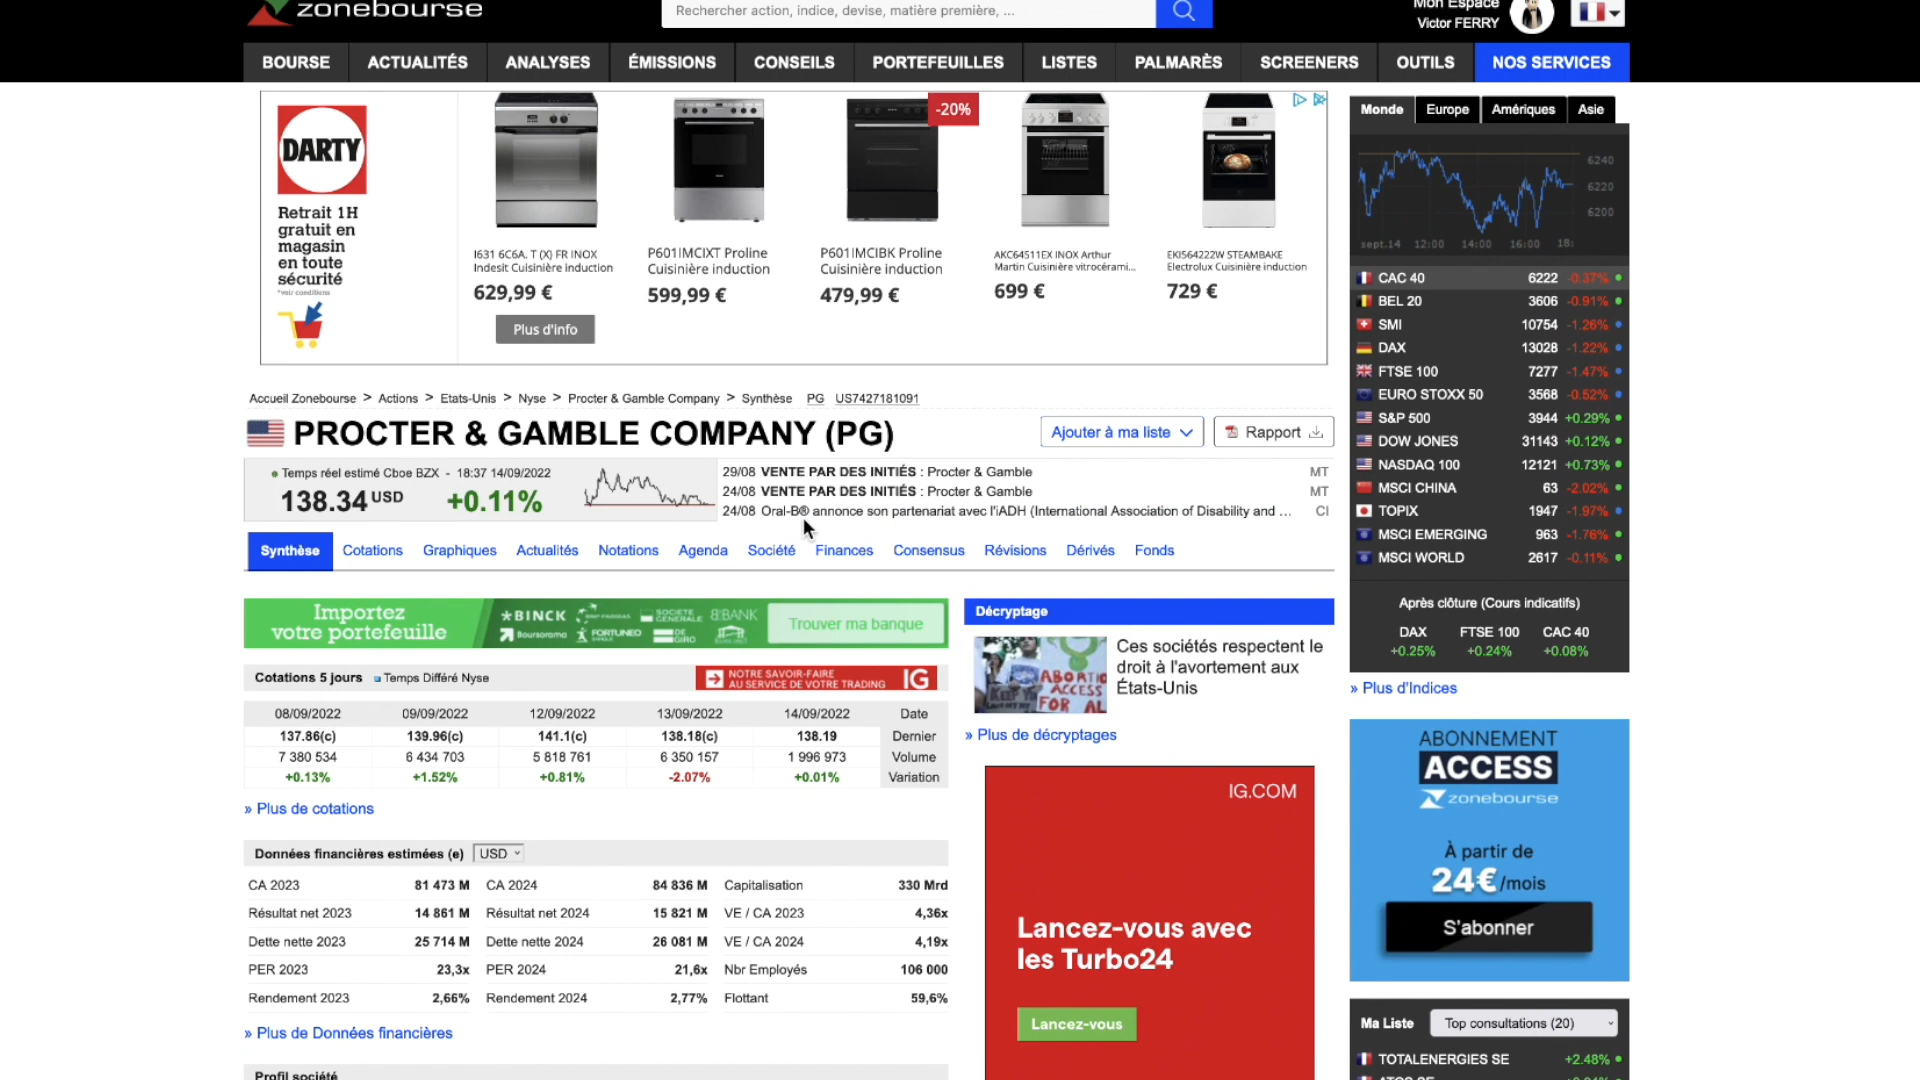 zonebourse
Rechercher action, indice, devise, matière première, ...
Mon Espace
Victor FERRY
BOURSE ACTUALITÉS ANALYSES ÉMISSIONS CONSEILS PORTEFEUILLES LISTES PALMARÈS SCREENERS OUTILS NOS SERVICES
DARTY
Retrait 1H
gratuit en
magasin
en toute
sécurité
*voir conditions
I631 6C6A. T (X) FR INOX
Indesit Cuisinière induction
629,99 €
Plus d'info
P601IMCIXT Proline
Cuisinière induction
599,99 €
-20%
P601IMCIBK Proline
Cuisinière induction
479,99 €
AKC64511EX INOX Arthur
Martin Cuisinière vitrocérami...
699 €
EKI564222W STEAMBAKE
Electrolux Cuisinière induction
729 €
Accueil Zonebourse > Actions > Etats-Unis > Nyse > Procter & Gamble Company > Synthèse PG US7427181091
PROCTER & GAMBLE COMPANY (PG)
Ajouter à ma liste
Rapport
Temps réel estimé Cboe BZX - 18:37 14/09/2022
138.34 USD +0.11%
29/08 VENTE PAR DES INITIÉS : Procter & Gamble MT
24/08 VENTE PAR DES INITIÉS : Procter & Gamble MT
24/08 Oral-B® annonce son partenariat avec l'iADH (International Association of Disability and ... CI
Synthèse Cotations Graphiques Actualités Notations Agenda Société Finances Consensus Révisions Dérivés Fonds
Importez
votre portefeuille
BINCK BNP PARIBAS SOCIETE GENERALE BforBANK
Boursorama FORTUNEO DEGIRO
Trouver ma banque
Cotations 5 jours Temps Différé Nyse
NOTRE SAVOIR-FAIRE
AU SERVICE DE VOTRE TRADING
IG
08/09/2022 09/09/2022 12/09/2022 13/09/2022 14/09/2022 Date
137.86(c) 139.96(c) 141.1(c) 138.18(c) 138.19 Dernier
7 380 534 6 434 703 5 818 761 6 350 157 1 996 973 Volume
+0.13% +1.52% +0.81% -2.07% +0.01% Variation
» Plus de cotations
Données financières estimées (e) USD
CA 2023 81 473 M CA 2024 84 836 M Capitalisation 330 Mrd
Résultat net 2023 14 861 M Résultat net 2024 15 821 M VE / CA 2023 4,36x
Dette nette 2023 25 714 M Dette nette 2024 26 081 M VE / CA 2024 4,19x
PER 2023 23,3x PER 2024 21,6x Nbr Employés 106 000
Rendement 2023 2,66% Rendement 2024 2,77% Flottant 59,6%
» Plus de Données financières
Profil société
Décryptage
ABORTION
ACCESS
FOR AL
Ces sociétés respectent le
droit à l'avortement aux
États-Unis
» Plus de décryptages
IG.COM
Lancez-vous avec
les Turbo24
Lancez-vous
Monde Europe Amériques Asie
6240
6220
6200
sept.14 12:00 14:00 16:00 18:
CAC 40 6222 -0.37%
BEL 20 3606 -0.91%
SMI 10754 -1.26%
DAX 13028 -1.22%
FTSE 100 7277 -1.47%
EURO STOXX 50 3568 -0.52%
S&P 500 3944 +0.29%
DOW JONES 31143 +0.12%
NASDAQ 100 12121 +0.73%
MSCI CHINA 63 -2.02%
TOPIX 1947 -1.97%
MSCI EMERGING 963 -1.76%
MSCI WORLD 2617 -0.11%
Après clôture (Cours indicatifs)
DAX FTSE 100 CAC 40
+0.25% +0.24% +0.08%
» Plus d'Indices
ABONNEMENT
ACCESS
zonebourse
À partir de
24€/mois
S'abonner
Ma Liste Top consultations (20)
TOTALENERGIES SE +2.48%